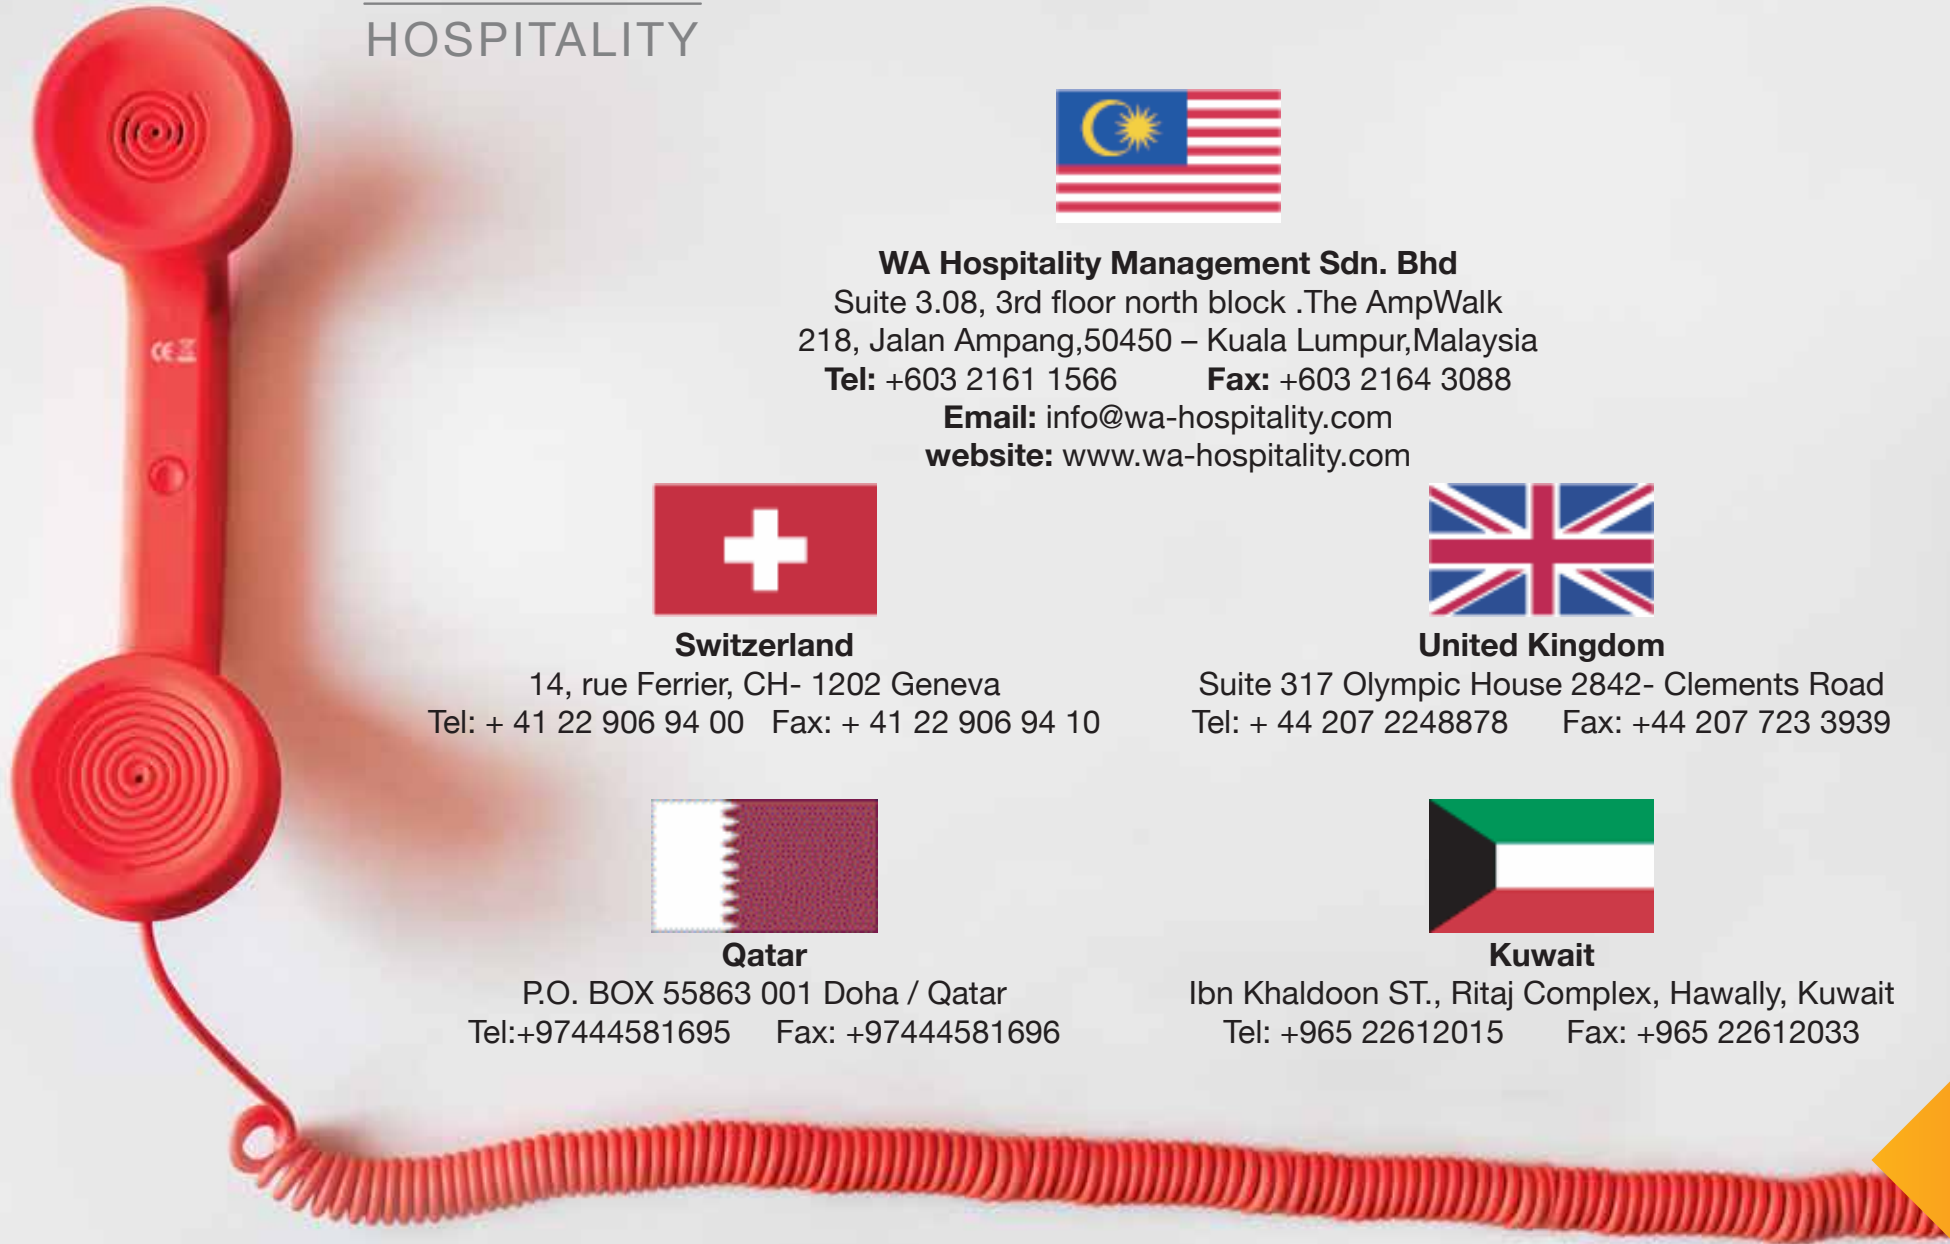 HOSPITALITY
WA Hospitality Management Sdn. Bhd
Suite 3.08, 3rd floor north block .The AmpWalk
218, Jalan Ampang,50450 – Kuala Lumpur,Malaysia
Tel: +603 2161 1566 Fax: +603 2164 3088
Email: info@wa-hospitality.com
website: www.wa-hospitality.com
Switzerland
14, rue Ferrier, CH- 1202 Geneva
Tel: + 41 22 906 94 00 Fax: + 41 22 906 94 10
United Kingdom
Suite 317 Olympic House 2842- Clements Road
Tel: + 44 207 2248878 Fax: +44 207 723 3939
Qatar
P.O. BOX 55863 001 Doha / Qatar
Tel:+97444581695 Fax: +97444581696
Kuwait
Ibn Khaldoon ST., Ritaj Complex, Hawally, Kuwait
Tel: +965 22612015 Fax: +965 22612033
CE